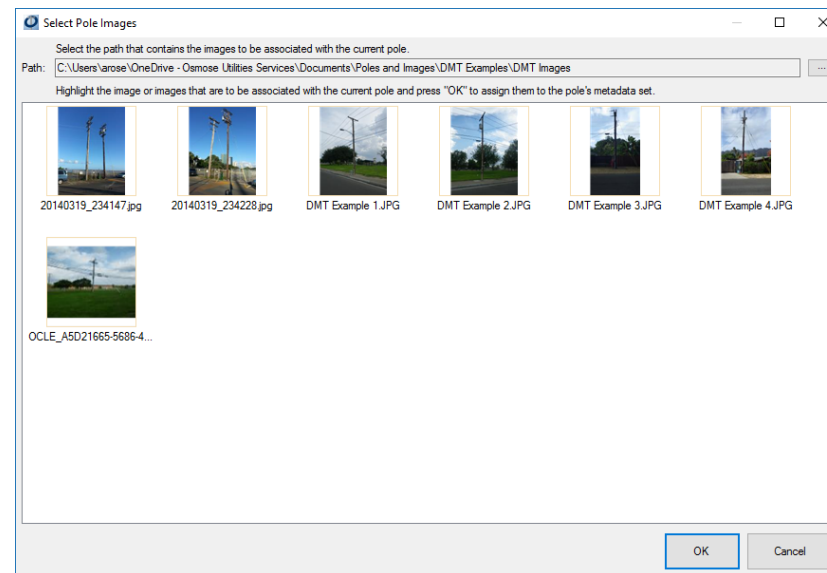 Select Pole Images
Select the path that contains the images to be associated with the current pole.
Path: C:\Users\arose\OneDrive - Osmose Utilities Services\Documents\Poles and Images\DMT Examples\DMT Images ...
Highlight the image or images that are to be associated with the current pole and press "OK" to assign them to the pole's metadata set.
20140319_234147.jpg 20140319_234228.jpg DMT Example 1.JPG DMT Example 2.JPG DMT Example 3.JPG DMT Example 4.JPG
OCLE_A5D21665-5686-4...
OK Cancel